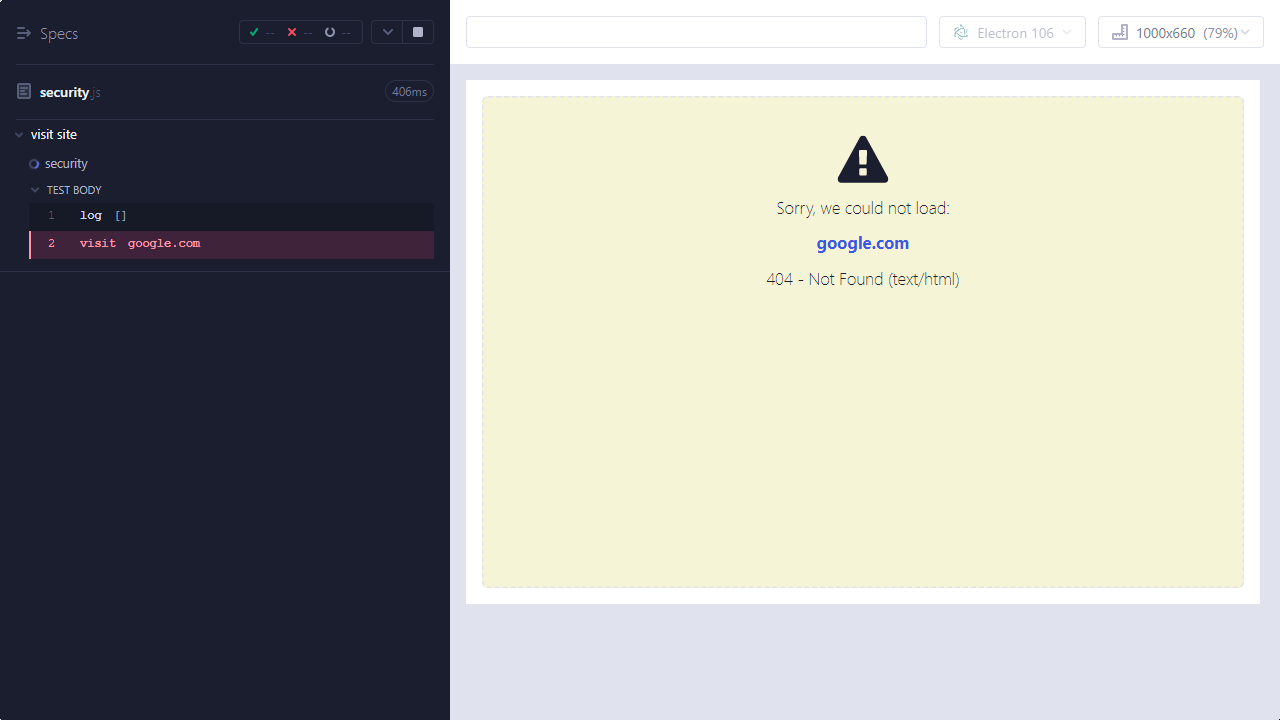 Specs
--
--
--
security.js
406ms
visit site
security
TEST BODY
1 log []
2 visit google.com
Electron 106
1000x660 (79%)
Sorry, we could not load:
google.com
404 - Not Found (text/html)